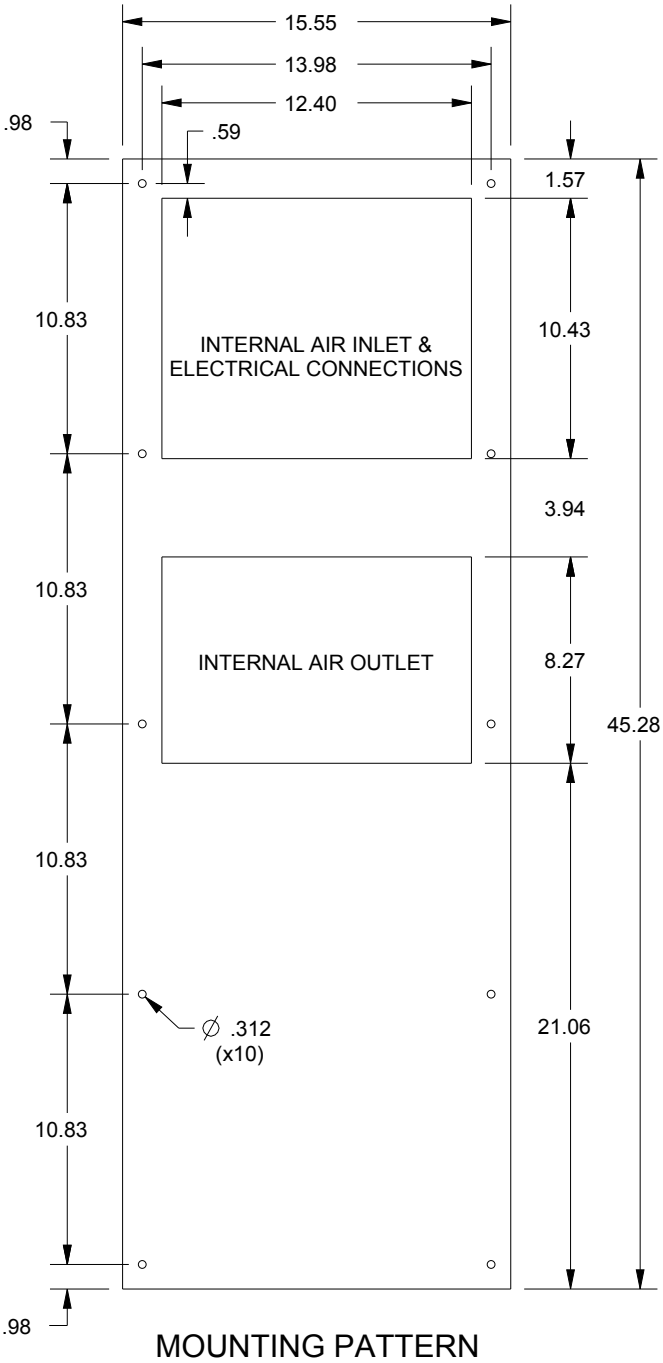 15.55
13.98
12.40
.98
.59
1.57
10.83
INTERNAL AIR INLET &
ELECTRICAL CONNECTIONS
10.43
3.94
10.83
INTERNAL AIR OUTLET
8.27
45.28
10.83
Ø .312
(x10)
21.06
10.83
.98
MOUNTING PATTERN